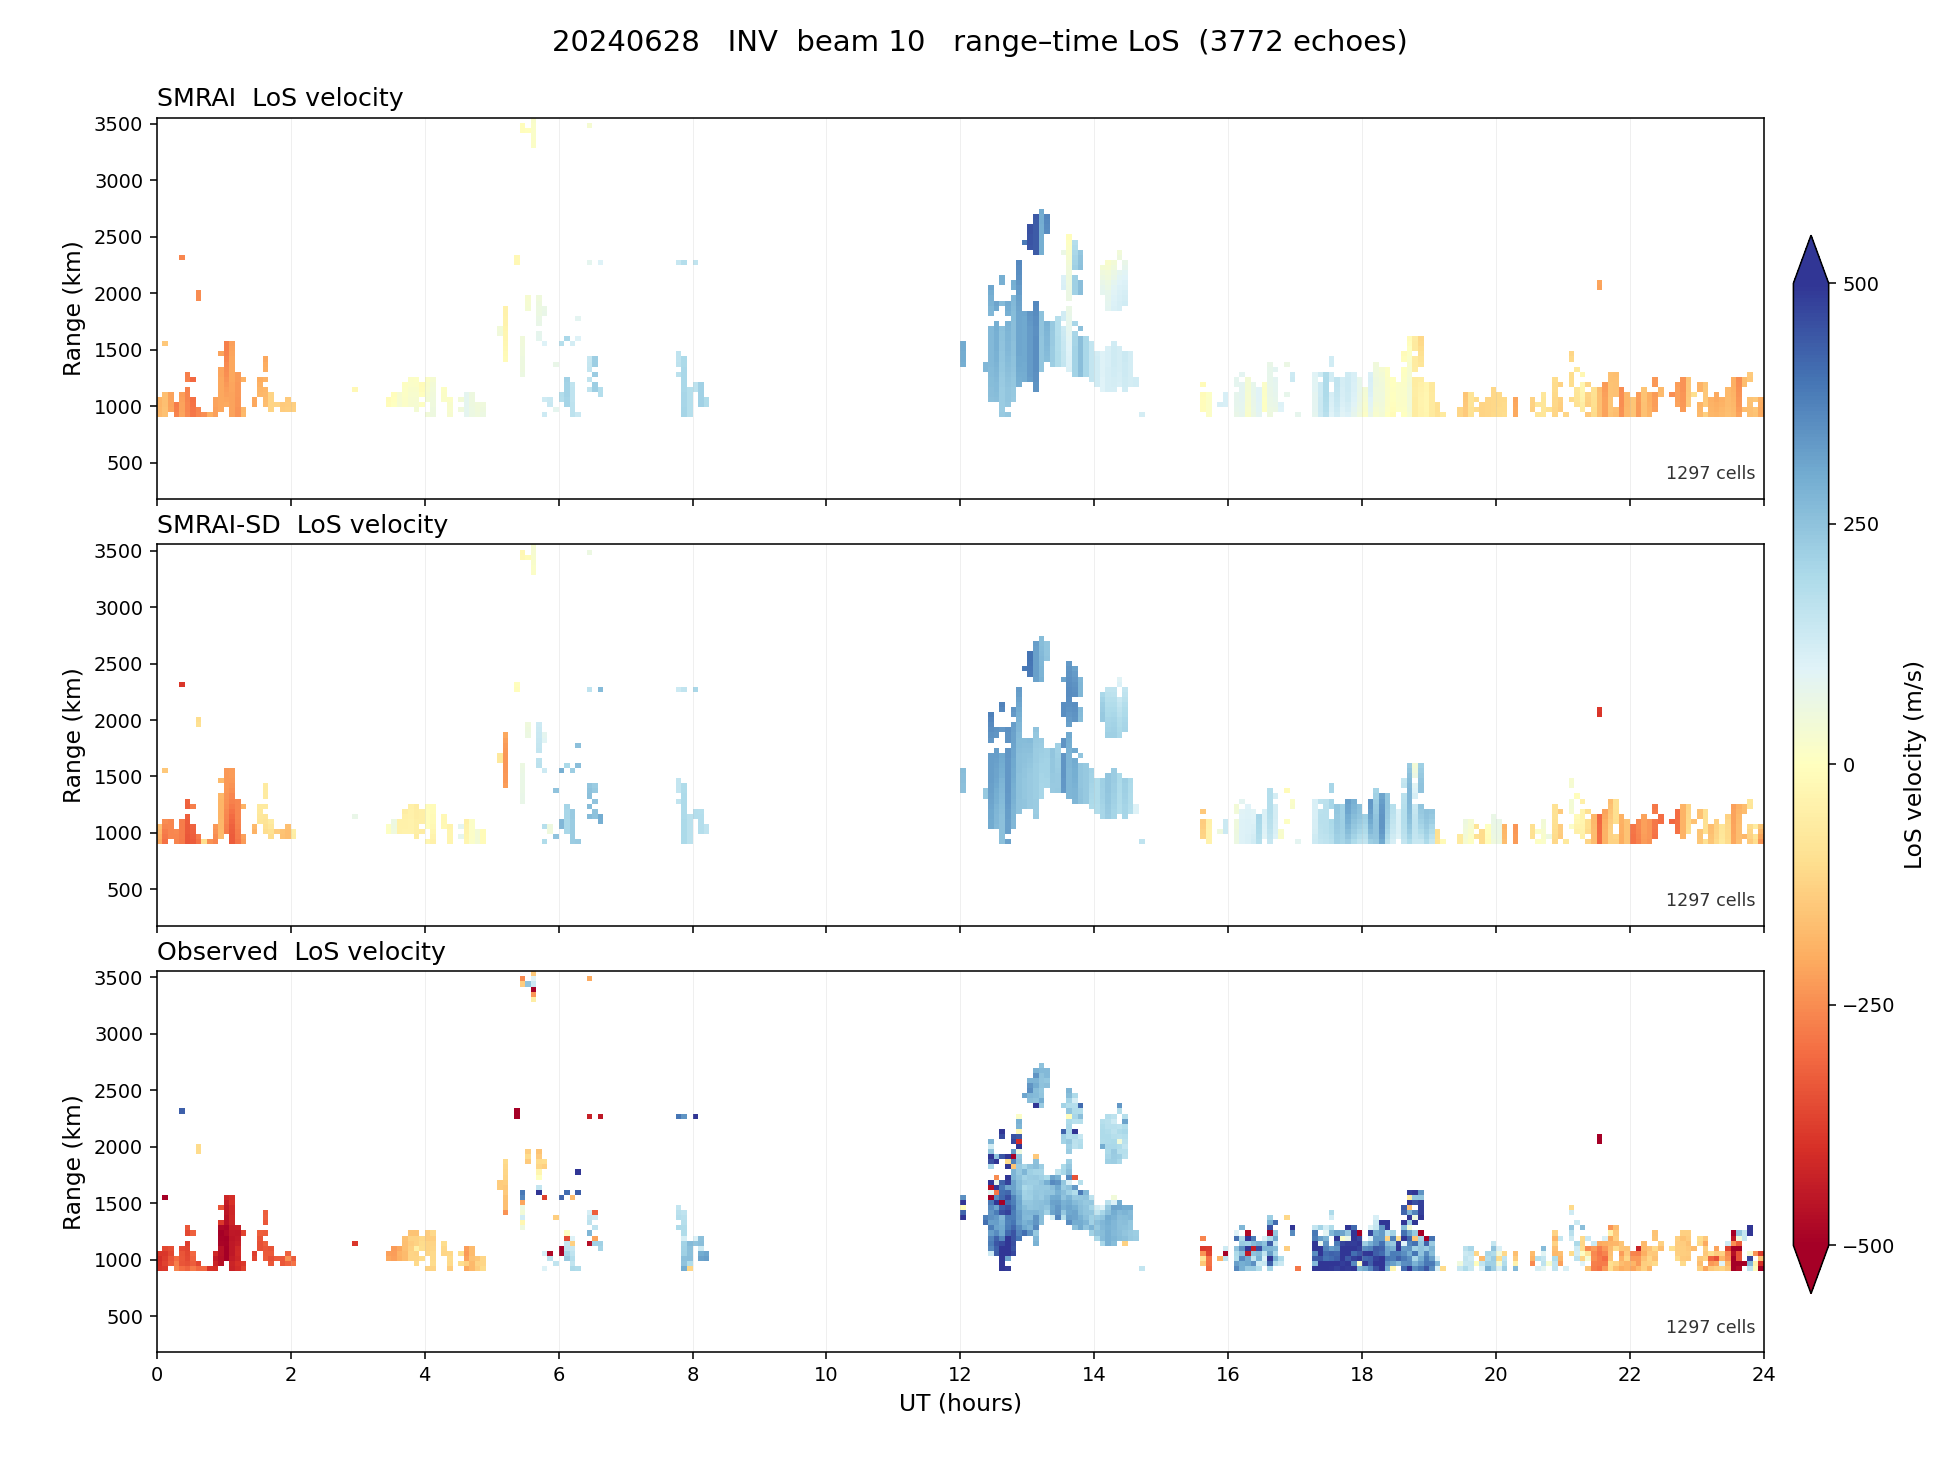 20240628   INV  beam 10   range–time LoS  (3772 echoes)
SMRAI  LoS velocity
3500
3000
2500
2000
1500
1000
500
Range (km)
1297 cells
SMRAI-SD  LoS velocity
3500
3000
2500
2000
1500
1000
500
Range (km)
1297 cells
Observed  LoS velocity
3500
3000
2500
2000
1500
1000
500
Range (km)
1297 cells
0 2 4 6 8 10 12 14 16 18 20 22 24
UT (hours)
500
250
0
−250
−500
LoS velocity (m/s)